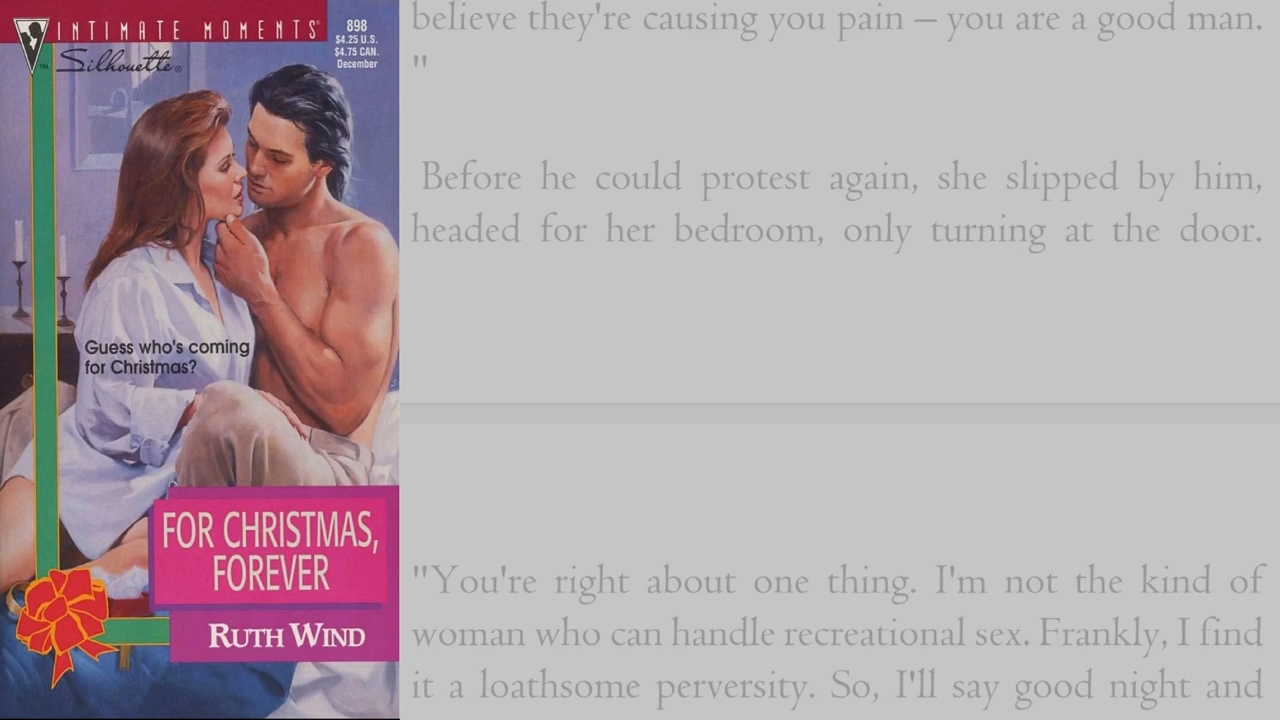 INTIMATE MOMENTS®
Silhouette®
TM
898
$4.25 U.S.
$4.75 CAN.
December
Guess who's coming
for Christmas?
FOR CHRISTMAS,
FOREVER
RUTH WIND
believe they're causing you pain – you are a good man.
"
Before he could protest again, she slipped by him,
headed for her bedroom, only turning at the door.
"You're right about one thing. I'm not the kind of
woman who can handle recreational sex. Frankly, I find
it a loathsome perversity. So, I'll say good night and